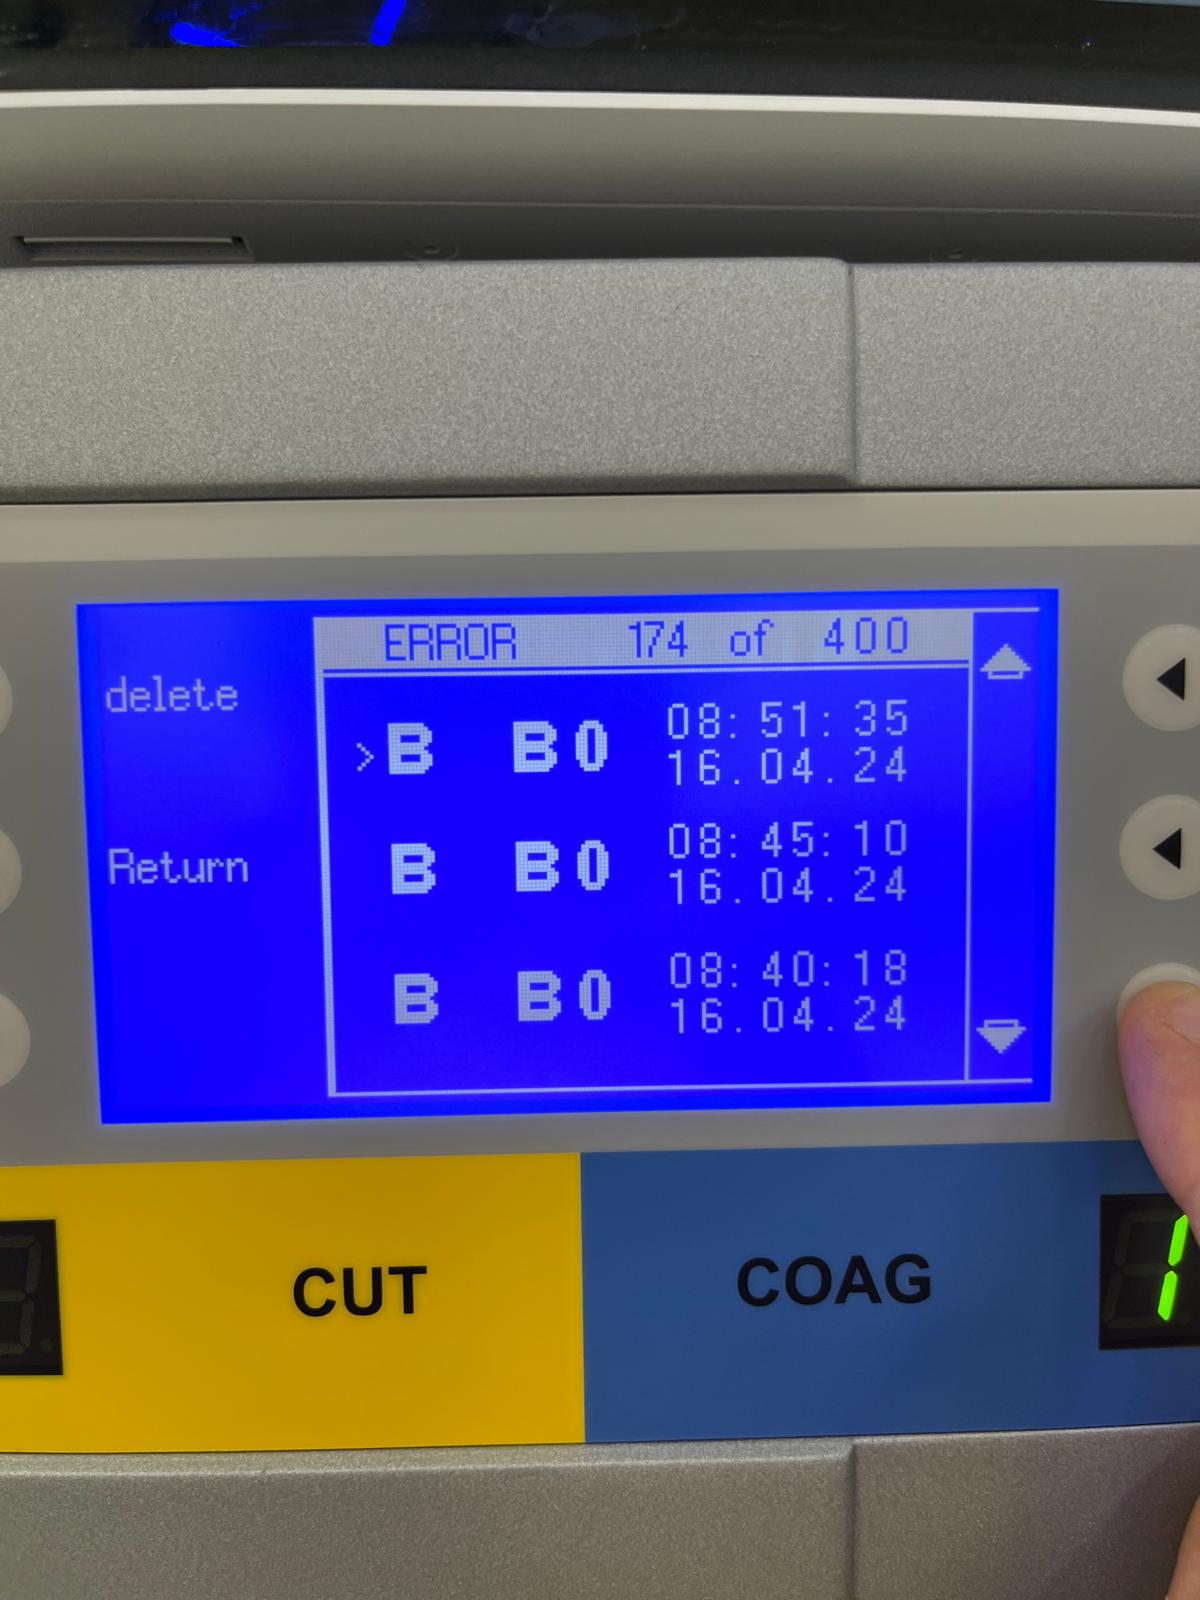 ERROR 174 of 400
delete
>B B0 08:51:35
16.04.24
B B0 08:45:10
16.04.24
Return
B B0 08:40:18
16.04.24
CUT COAG